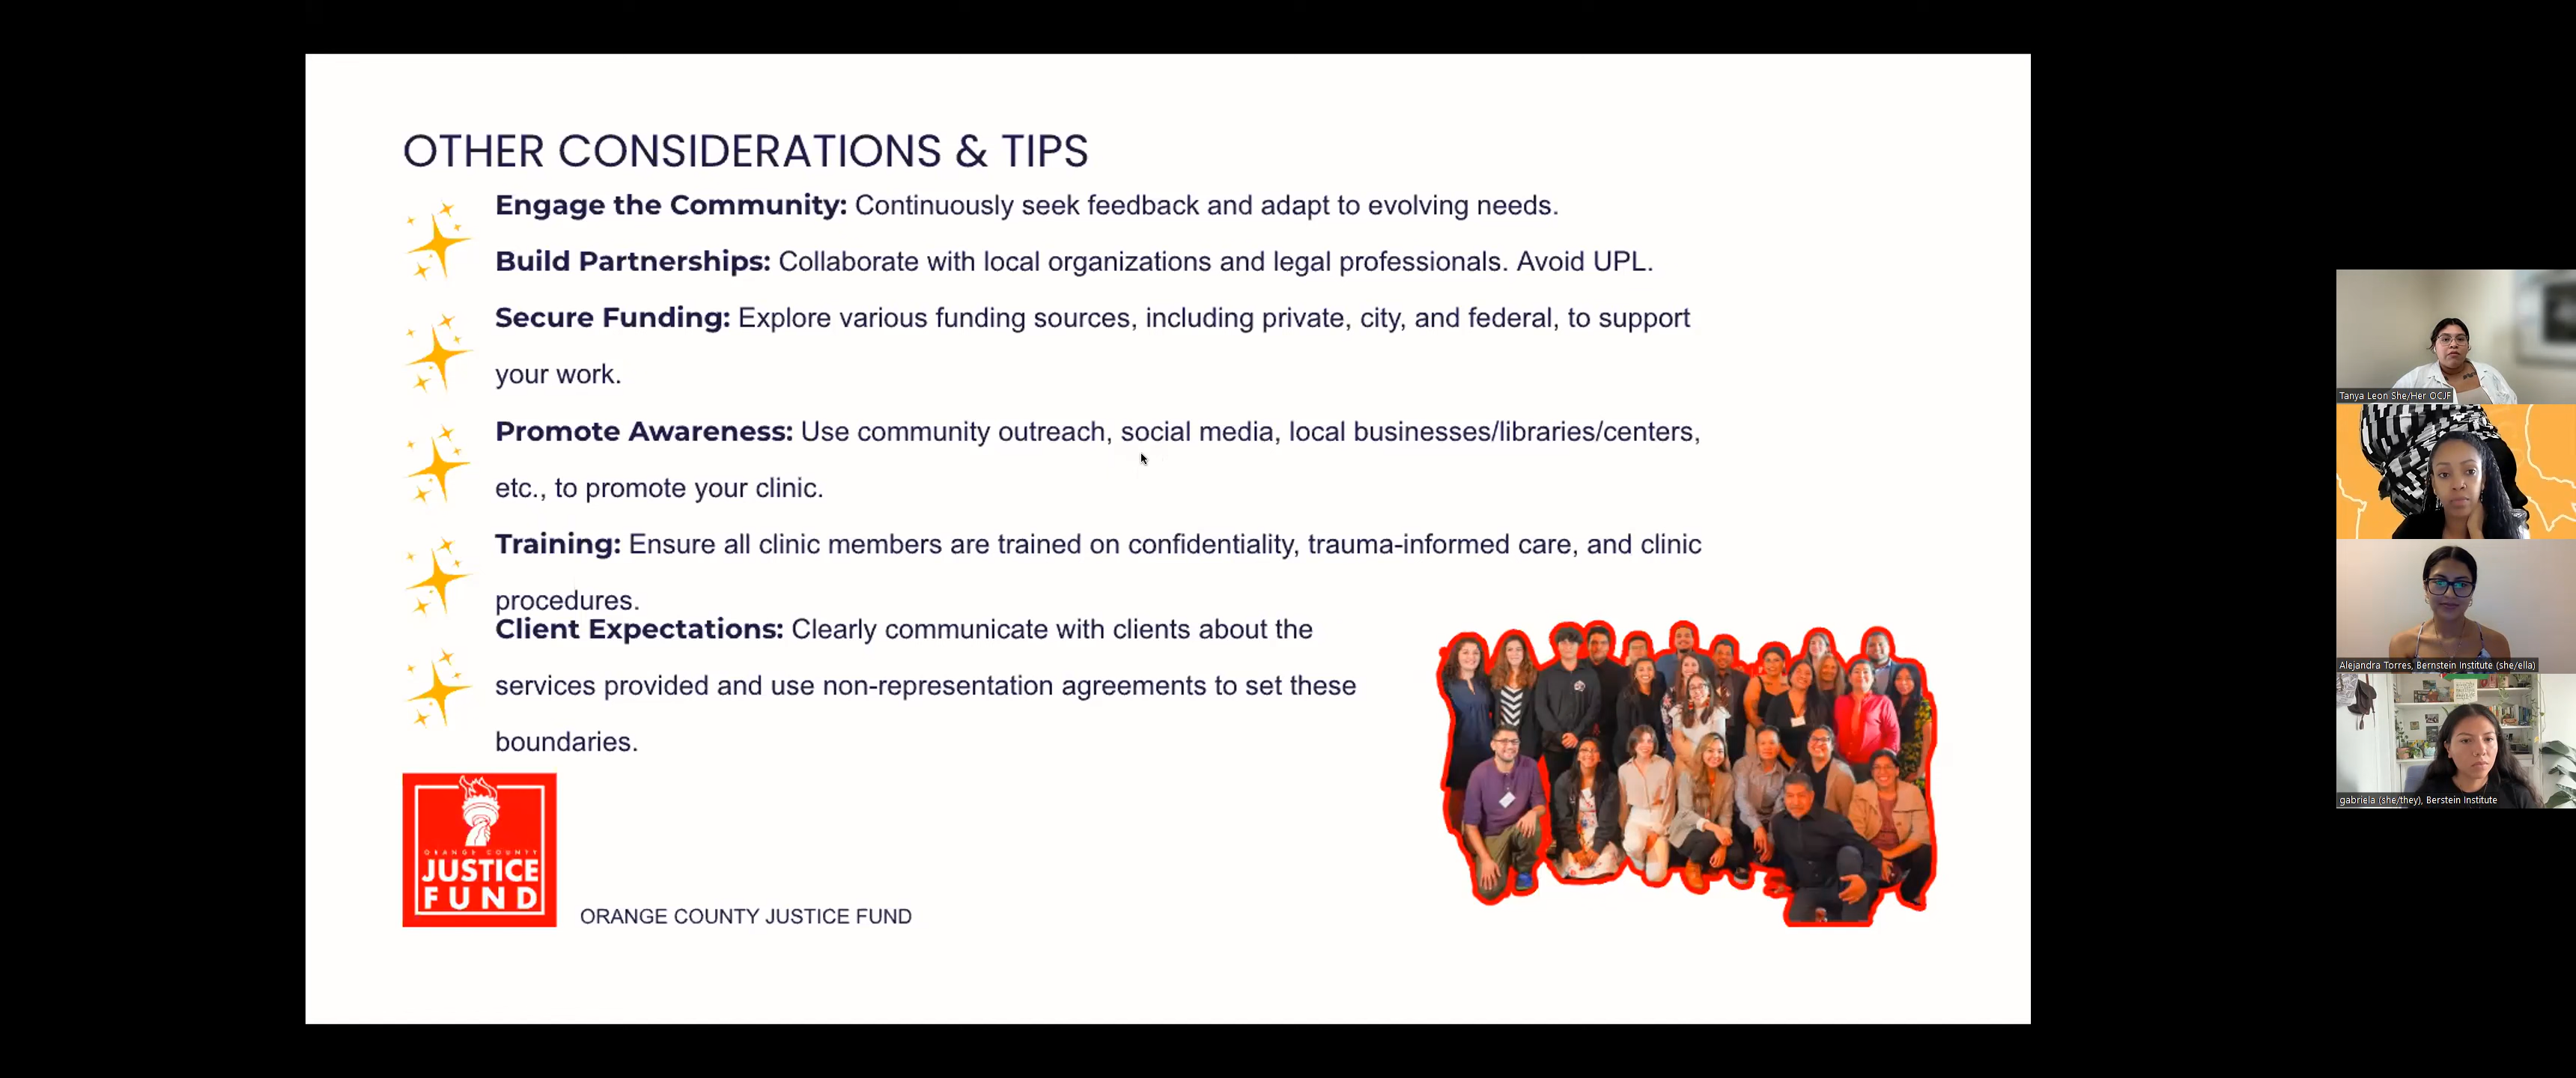 OTHER CONSIDERATIONS & TIPS
Engage the Community: Continuously seek feedback and adapt to evolving needs.
Build Partnerships: Collaborate with local organizations and legal professionals. Avoid UPL.
Secure Funding: Explore various funding sources, including private, city, and federal, to support
your work.
Promote Awareness: Use community outreach, social media, local businesses/libraries/centers,
etc., to promote your clinic.
Training: Ensure all clinic members are trained on confidentiality, trauma-informed care, and clinic
procedures.
Client Expectations: Clearly communicate with clients about the
services provided and use non-representation agreements to set these
boundaries.
ORANGE COUNTY
JUSTICE
FUND
ORANGE COUNTY JUSTICE FUND
Tanya Leon She/Her OCJF
Alejandra Torres, Bernstein Institute (she/ella)
gabriela (she/they), Berstein Institute